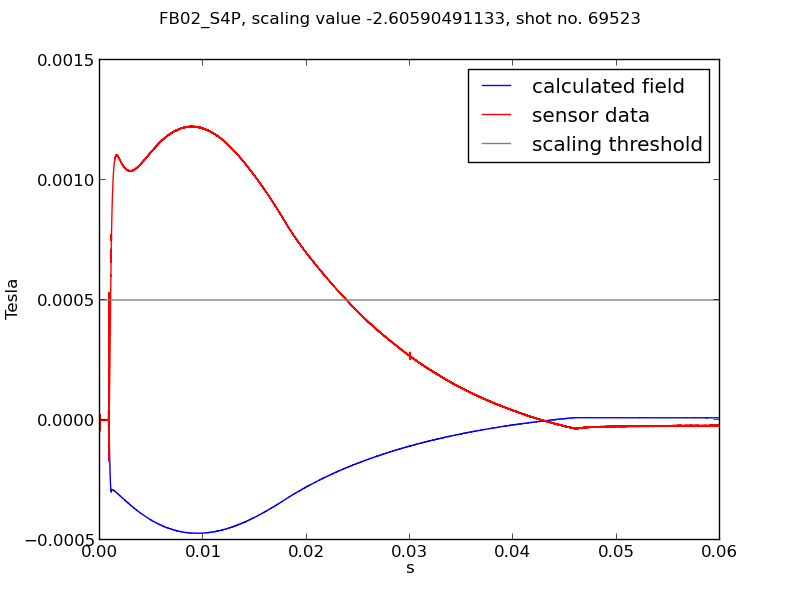 FB02_S4P, scaling value -2.60590491133, shot no. 69523
calculated field
sensor data
scaling threshold
Tesla
0.0015
0.0010
0.0005
0.0000
−0.0005
0.00 0.01 0.02 0.03 0.04 0.05 0.06
s